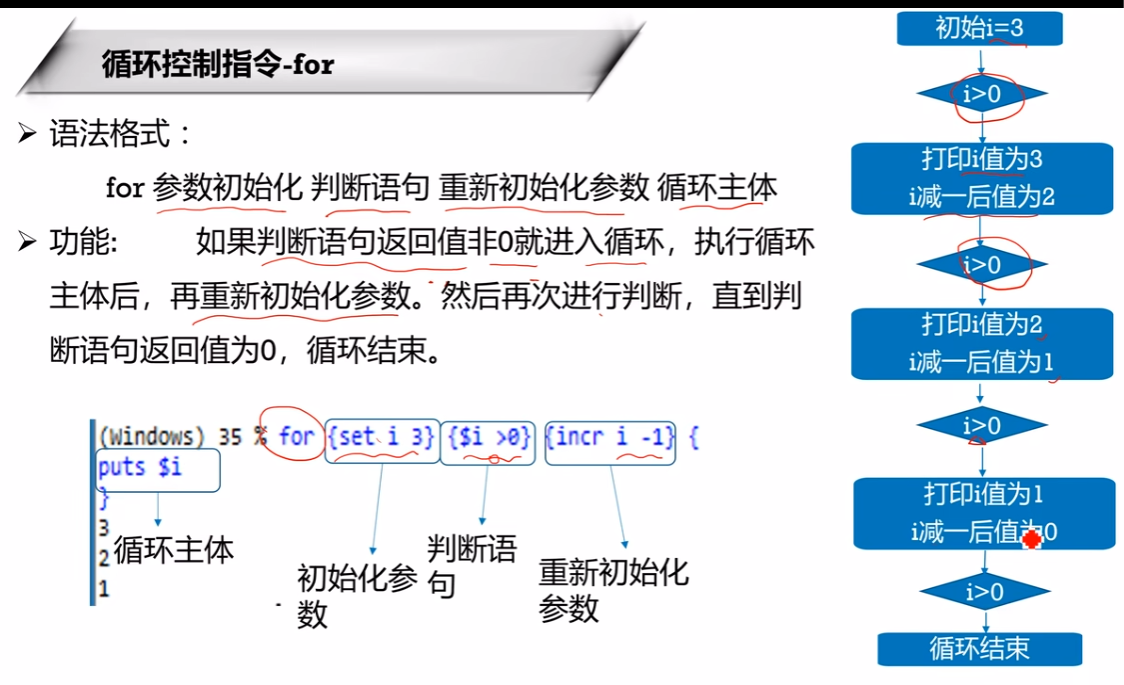 循环控制指令-for
语法格式：
for 参数初始化 判断语句 重新初始化参数 循环主体
功能: 如果判断语句返回值非0就进入循环，执行循环
主体后，再重新初始化参数。然后再次进行判断，直到判
断语句返回值为0，循环结束。
(Windows) 35 % for {set i 3} {$i >0} {incr i -1} {
puts $i
}
3
2
1
循环主体
初始化参
数
判断语
句
重新初始化
参数
初始i=3
i>0
打印i值为3
i减一后值为2
i>0
打印i值为2
i减一后值为1
i>0
打印i值为1
i减一后值为0
i>0
循环结束